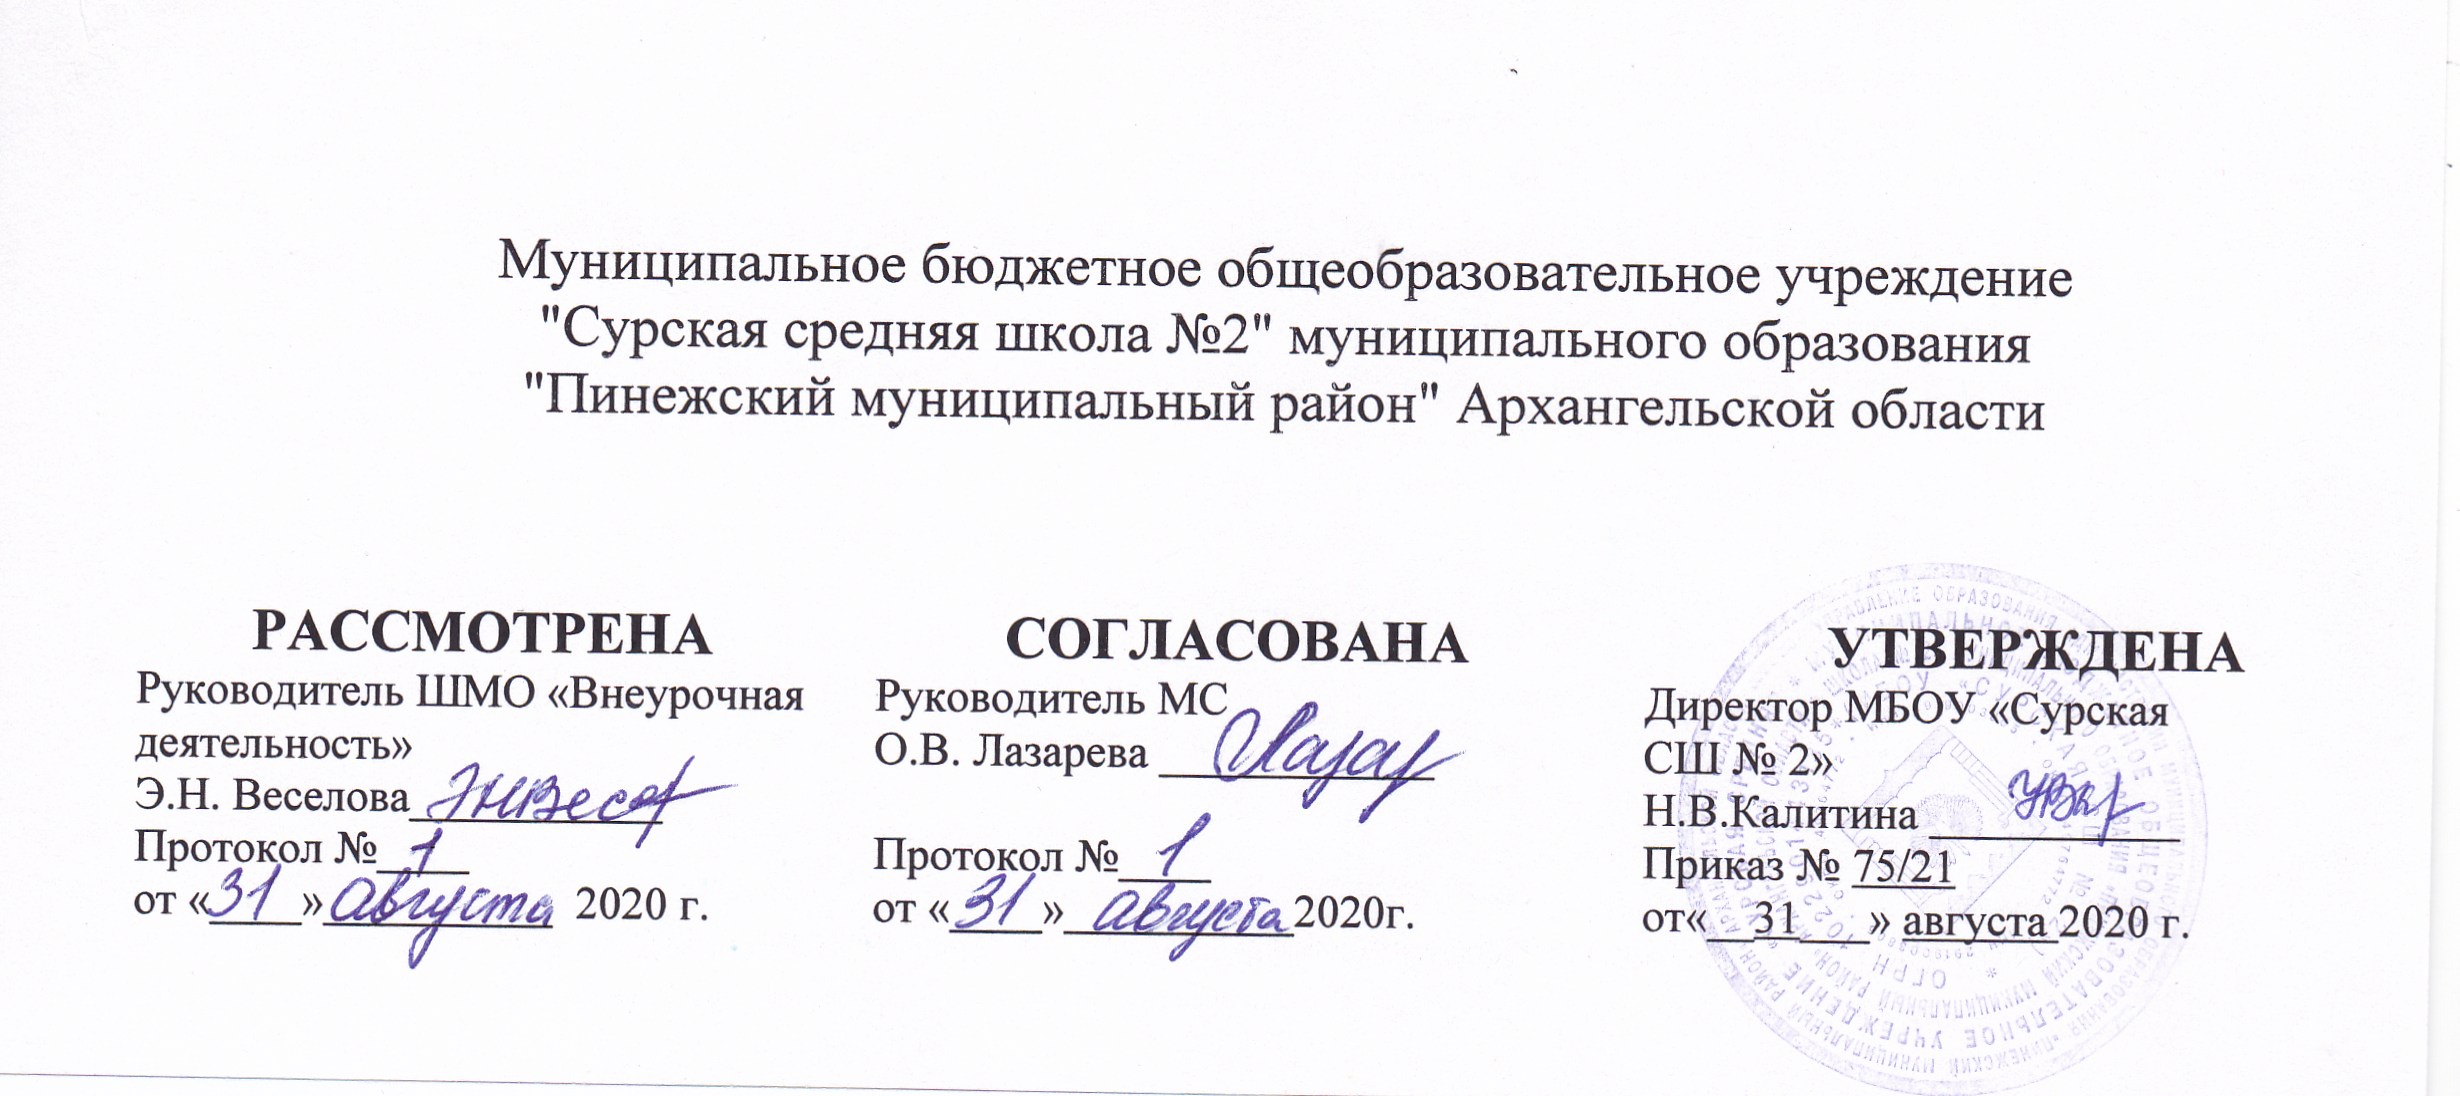 Муниципальное бюджетное общеобразовательное учреждение
"Сурская средняя школа №2" муниципального образования
"Пинежский муниципальный район" Архангельской области
РАССМОТРЕНА
Руководитель ШМО «Внеурочная
деятельность»
Э.Н. Веселова
Протокол № 1
от «31» августа 2020 г.
СОГЛАСОВАНА
Руководитель МС
О.В. Лазарева
Протокол № 1
от «31» августа 2020г.
УТВЕРЖДЕНА
Директор МБОУ «Сурская
СШ № 2»
Н.В.Калитина
Приказ № 75/21
от«__31___» августа 2020 г.